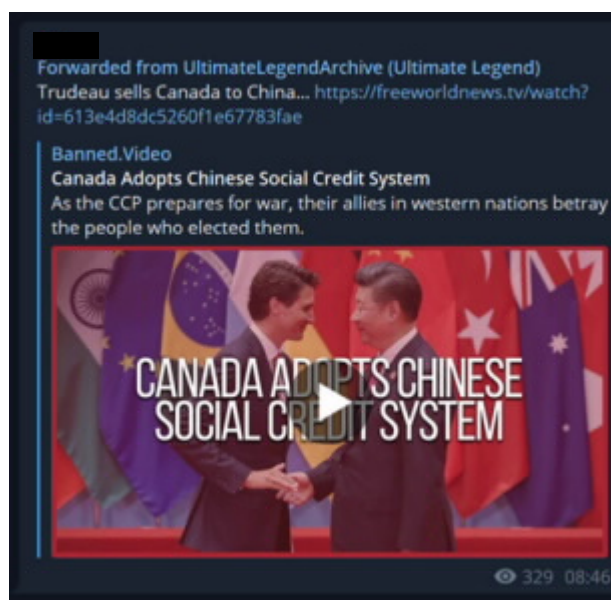 Forwarded from UltimateLegendArchive (Ultimate Legend)
Trudeau sells Canada to China... https://freeworldnews.tv/watch?
id=613e4d8dc5260f1e67783fae
Banned.Video
Canada Adopts Chinese Social Credit System
As the CCP prepares for war, their allies in western nations betray
the people who elected them.
CANADA ADOPTS CHINESE
SOCIAL CREDIT SYSTEM
329 08:46